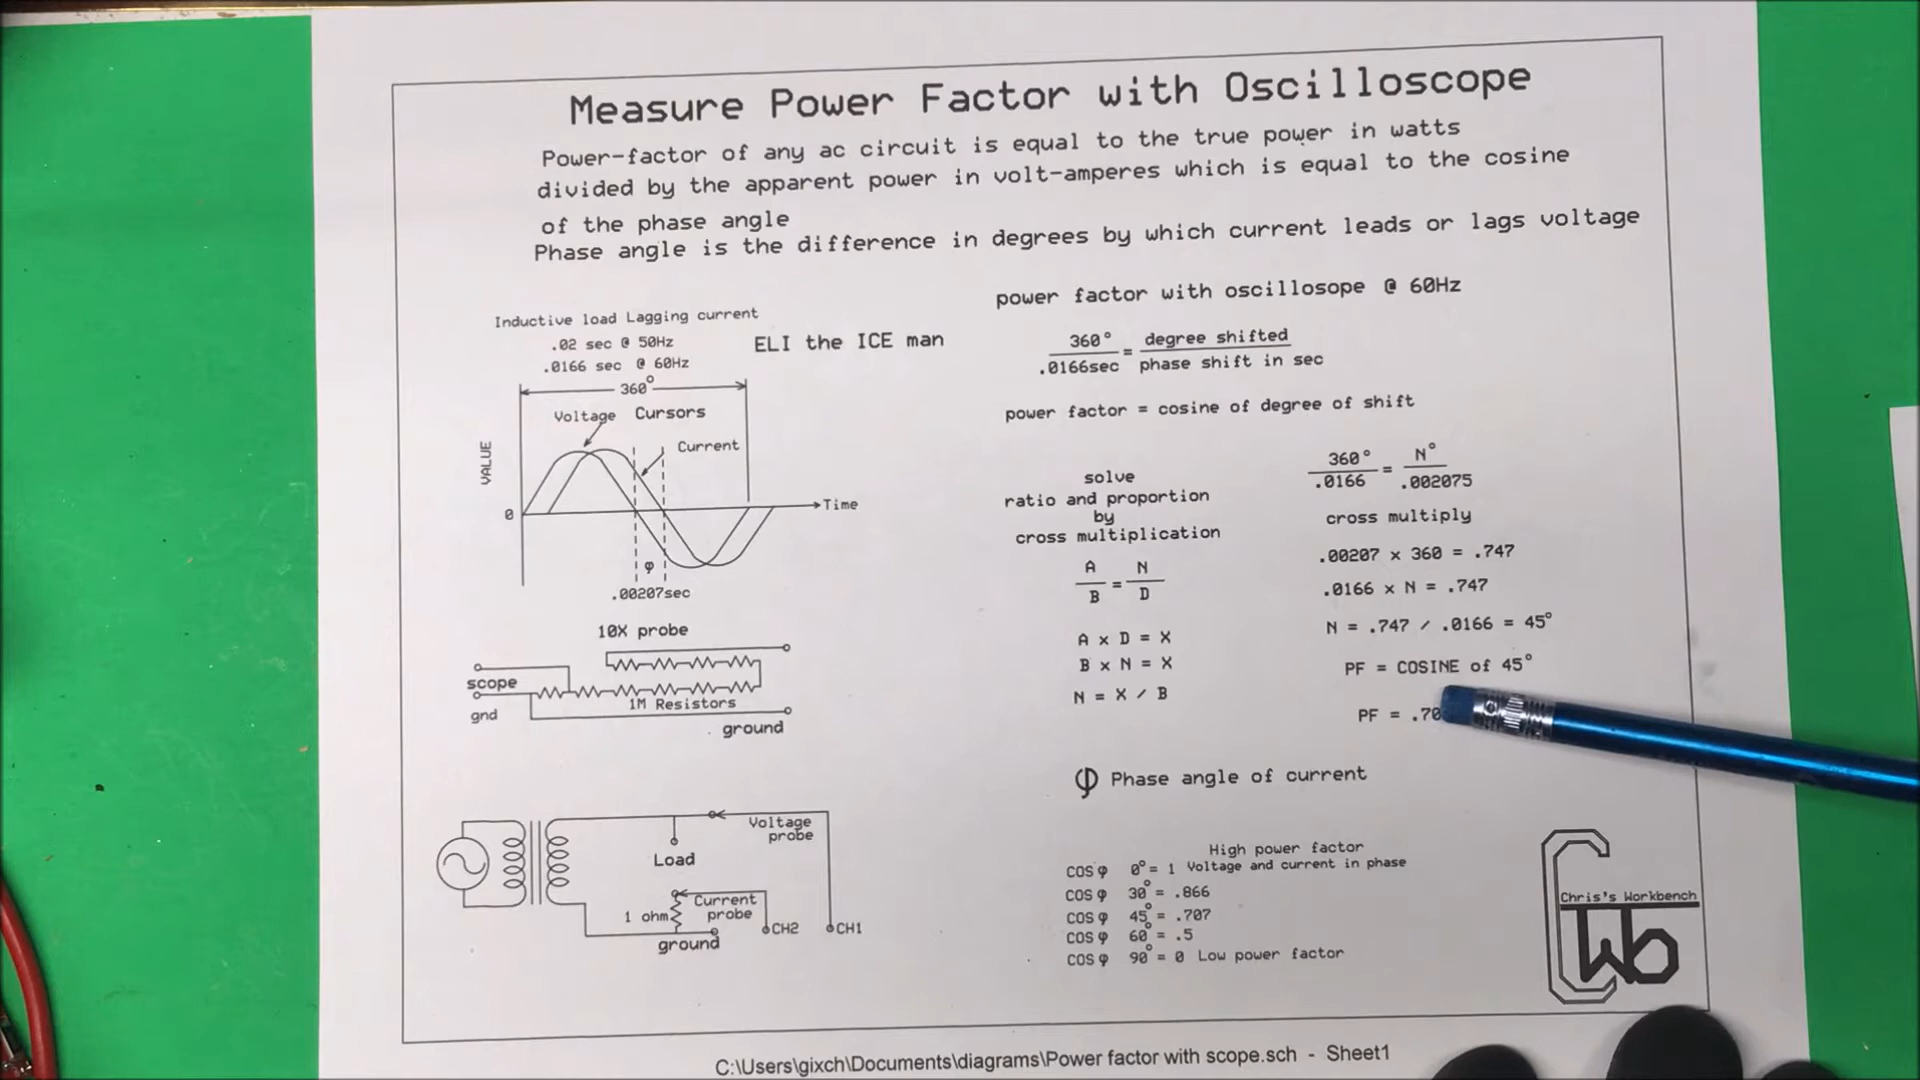 Measure Power Factor with Oscilloscope
Power-factor of any ac circuit is equal to the true power in watts
divided by the apparent power in volt-amperes which is equal to the cosine
of the phase angle
Phase angle is the difference in degrees by which current leads or lags voltage
Inductive load Lagging current
.02 sec @ 50Hz
.0166 sec @ 60Hz
ELI the ICE man
360°
Voltage Cursors
Current
VALUE
0
Time
φ
.00207sec
10X probe
scope
gnd
1M Resistors
ground
Voltage
probe
Load
Current
probe
1 ohm
ground
CH2
CH1
power factor with oscillosope @ 60Hz
360° = degree shifted
.0166sec phase shift in sec
power factor = cosine of degree of shift
solve
ratio and proportion
by
cross multiplication
A = N
B D
A x D = X
B x N = X
N = X / B
360° = N°
.0166 .002075
cross multiply
.00207 x 360 = .747
.0166 x N = .747
N = .747 / .0166 = 45°
PF = COSINE of 45°
PF = .70
φ Phase angle of current
High power factor
COS φ 0° = 1 Voltage and current in phase
COS φ 30° = .866
COS φ 45° = .707
COS φ 60° = .5
COS φ 90° = 0 Low power factor
Chris's Workbench
CWb
C:\Users\gixch\Documents\diagrams\Power factor with scope.sch - Sheet1